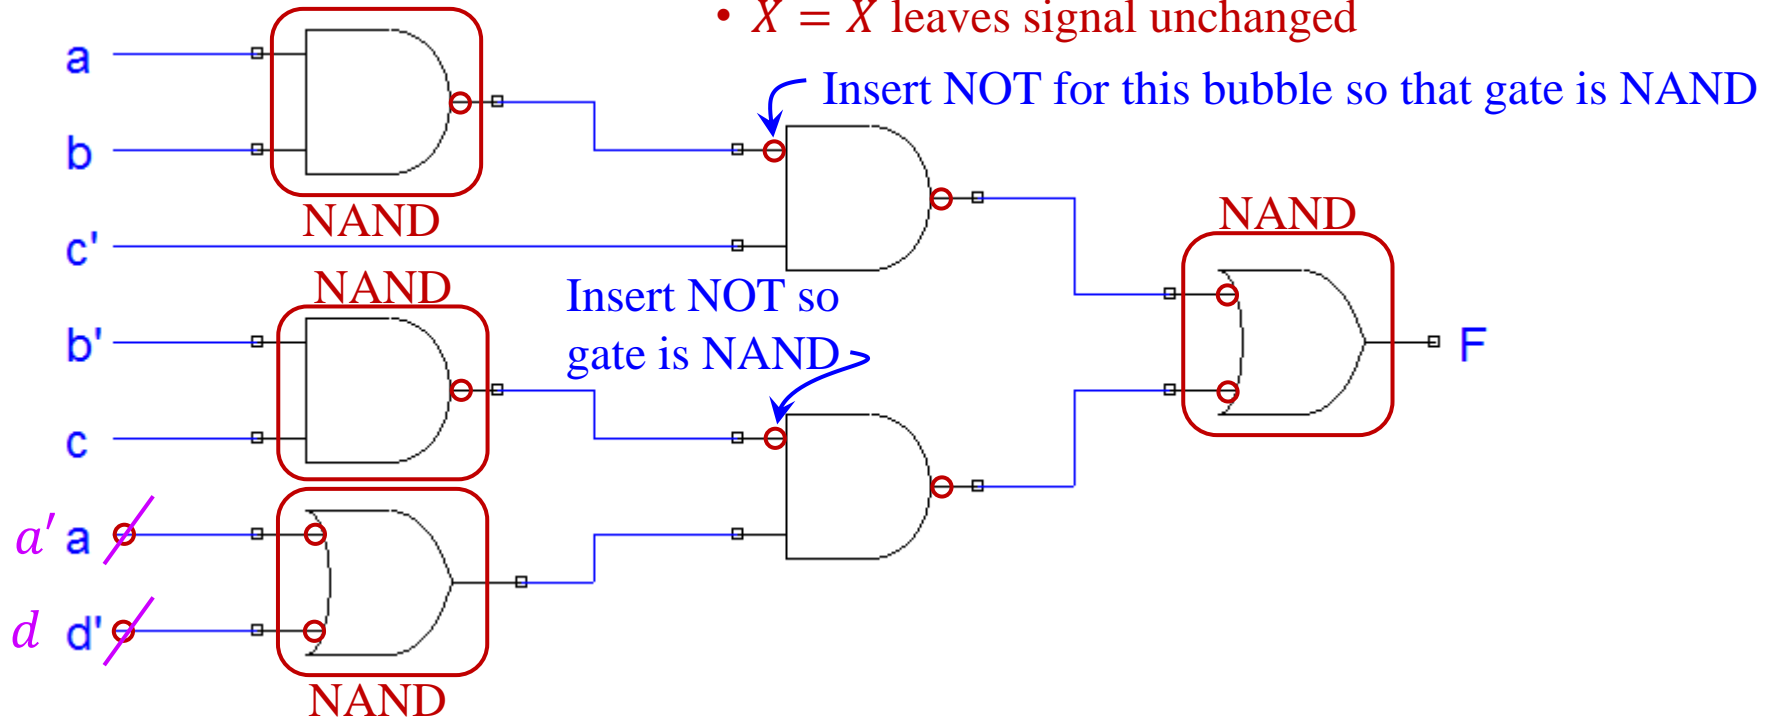 • X = X leaves signal unchanged
a
Insert NOT for this bubble so that gate is NAND
b
NAND
NAND
c'
NAND
Insert NOT so
gate is NAND
b'
F
c
a' a
d d'
NAND